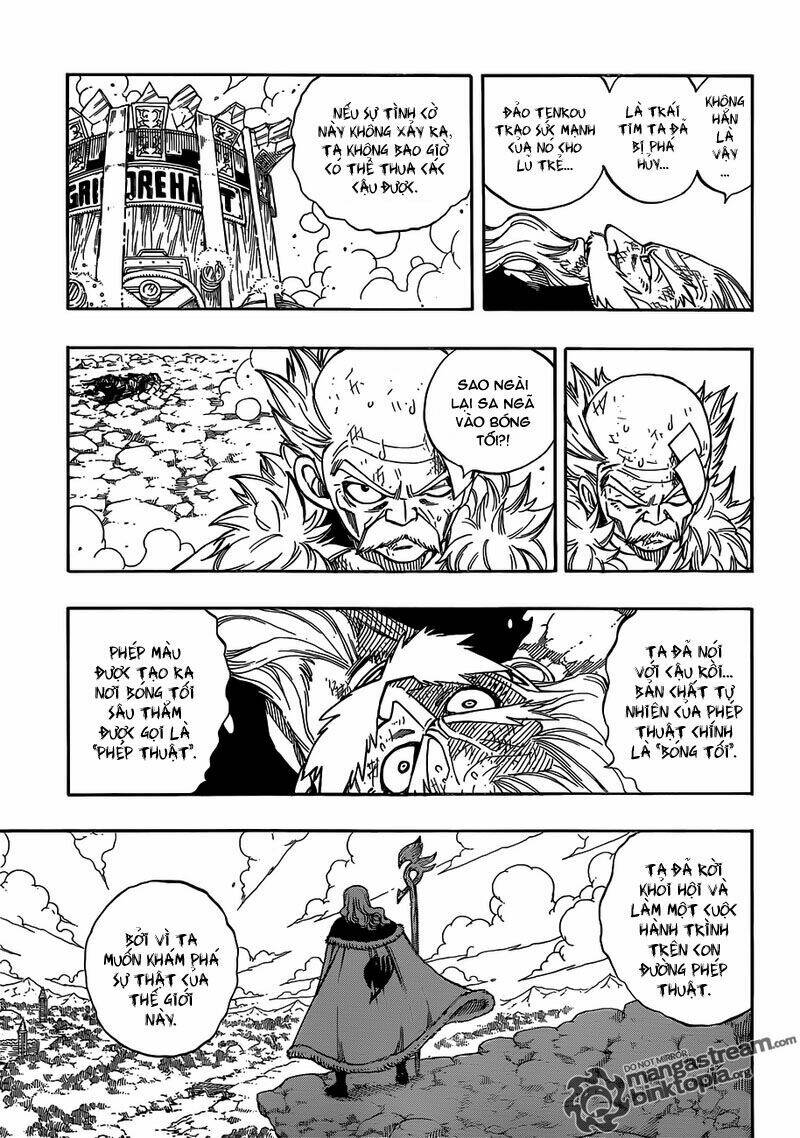 KHÔNG
HẲN
LÀ
VẬY
...
LÀ TRÁI
TIM TA ĐÃ
BỊ PHÁ
HỦY...
ĐẢO TENROU
TRAO SỨC MẠNH
CỦA NÓ CHO
LŨ TRẺ...
NẾU SỰ TÌNH CỜ
NÀY KHÔNG XẢY RA,
TA KHÔNG BAO GIỜ
CÓ THỂ THUA CÁC
CẬU ĐƯỢC.
SAO NGÀI
LẠI SA NGÃ
VÀO BÓNG
TỐI?!
TA ĐÃ NÓI
VỚI CẬU RỒI...
BẢN CHẤT TỰ
NHIÊN CỦA PHÉP
THUẬT CHÍNH
LÀ "BÓNG TỐI".
PHÉP MÀU
ĐƯỢC TẠO RA
NƠI BÓNG TỐI
SÂU THẲM
ĐƯỢC GỌI LÀ
"PHÉP THUẬT".
TA ĐÃ RỜI
KHỎI HỘI VÀ
LÀM MỘT CUỘC
HÀNH TRÌNH
TRÊN CON
ĐƯỜNG PHÉP
THUẬT.
BỞI VÌ TA
MUỐN KHÁM PHÁ
SỰ THẬT CỦA
THẾ GIỚI
NÀY.
DO NOT MIRROR
mangastream.com
binktopia.org